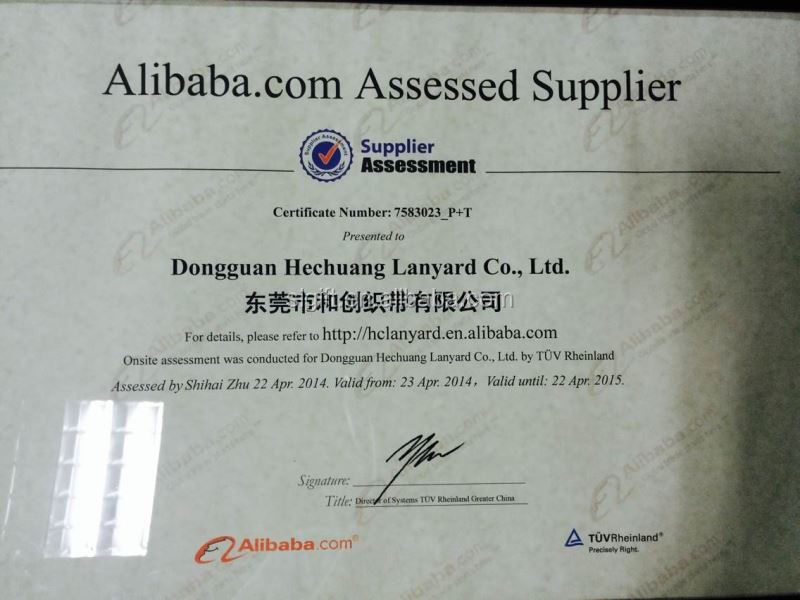 Alibaba.com Assessed Supplier
Supplier Assessment
Supplier
Assessment
Certificate Number: 7583023_P+T
Presented to
Dongguan Hechuang Lanyard Co., Ltd.
东莞市和创织带有限公司
For details, please refer to http://hclanyard.en.alibaba.com
Onsite assessment was conducted for Dongguan Hechuang Lanyard Co., Ltd. by TÜV Rheinland
Assessed by Shihai Zhu 22 Apr. 2014. Valid from: 23 Apr. 2014, Valid until: 22 Apr. 2015.
Signature:
Title: Director of Systems TÜV Rheinland Greater China
Alibaba.com®
TÜVRheinland®
Precisely Right.